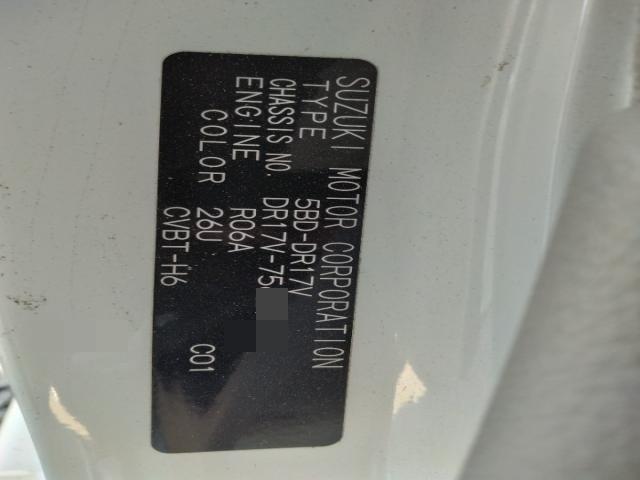 SUZUKI MOTOR CORPORATION
TYPE 5BD-DR17V
CHASSIS NO. DR17V-75
ENGINE R06A
COLOR 26U C01
CVBT-H6